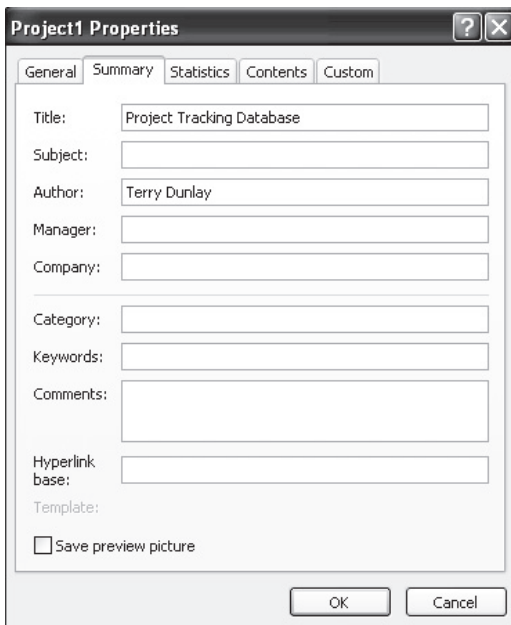 Project1 Properties
General Summary Statistics Contents Custom
Title: Project Tracking Database
Subject:
Author: Terry Dunlay
Manager:
Company:
Category:
Keywords:
Comments:
Hyperlink
base:
Template:
Save preview picture
OK Cancel